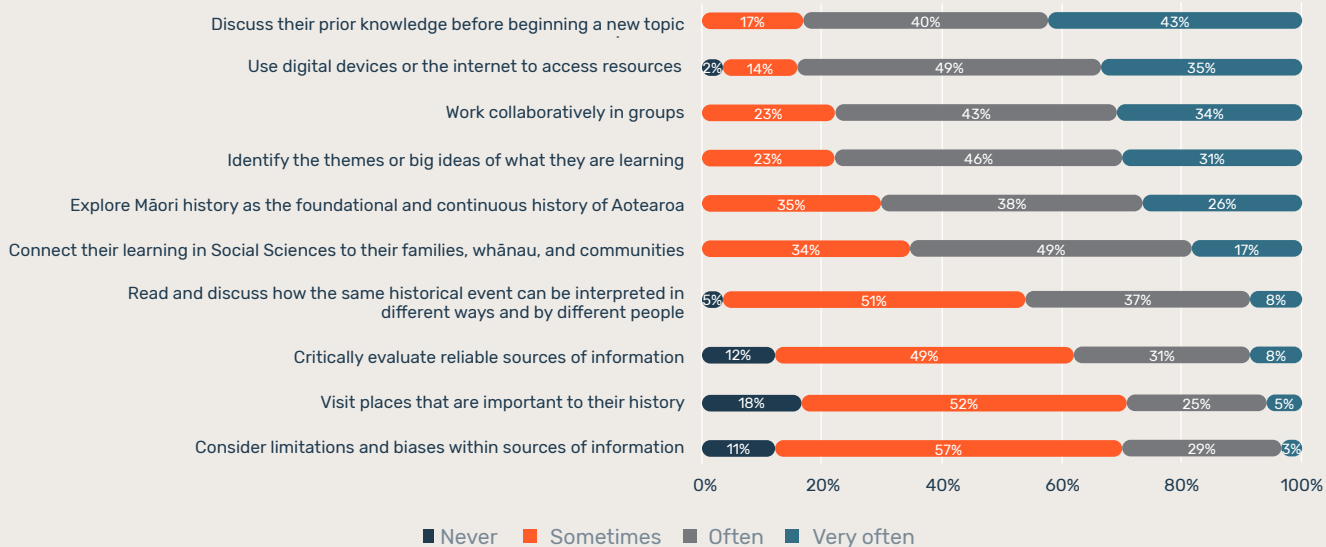 Discuss their prior knowledge before beginning a new topic
17% 40% 43%
Use digital devices or the internet to access resources
2% 14% 49% 35%
Work collaboratively in groups
23% 43% 34%
Identify the themes or big ideas of what they are learning
23% 46% 31%
Explore Māori history as the foundational and continuous history of Aotearoa
35% 38% 26%
Connect their learning in Social Sciences to their families, whānau, and communities
34% 49% 17%
Read and discuss how the same historical event can be interpreted in
different ways and by different people
5% 51% 37% 8%
Critically evaluate reliable sources of information
12% 49% 31% 8%
Visit places that are important to their history
18% 52% 25% 5%
Consider limitations and biases within sources of information
11% 57% 29% 3%
0% 20% 40% 60% 80% 100%
Never Sometimes Often Very often